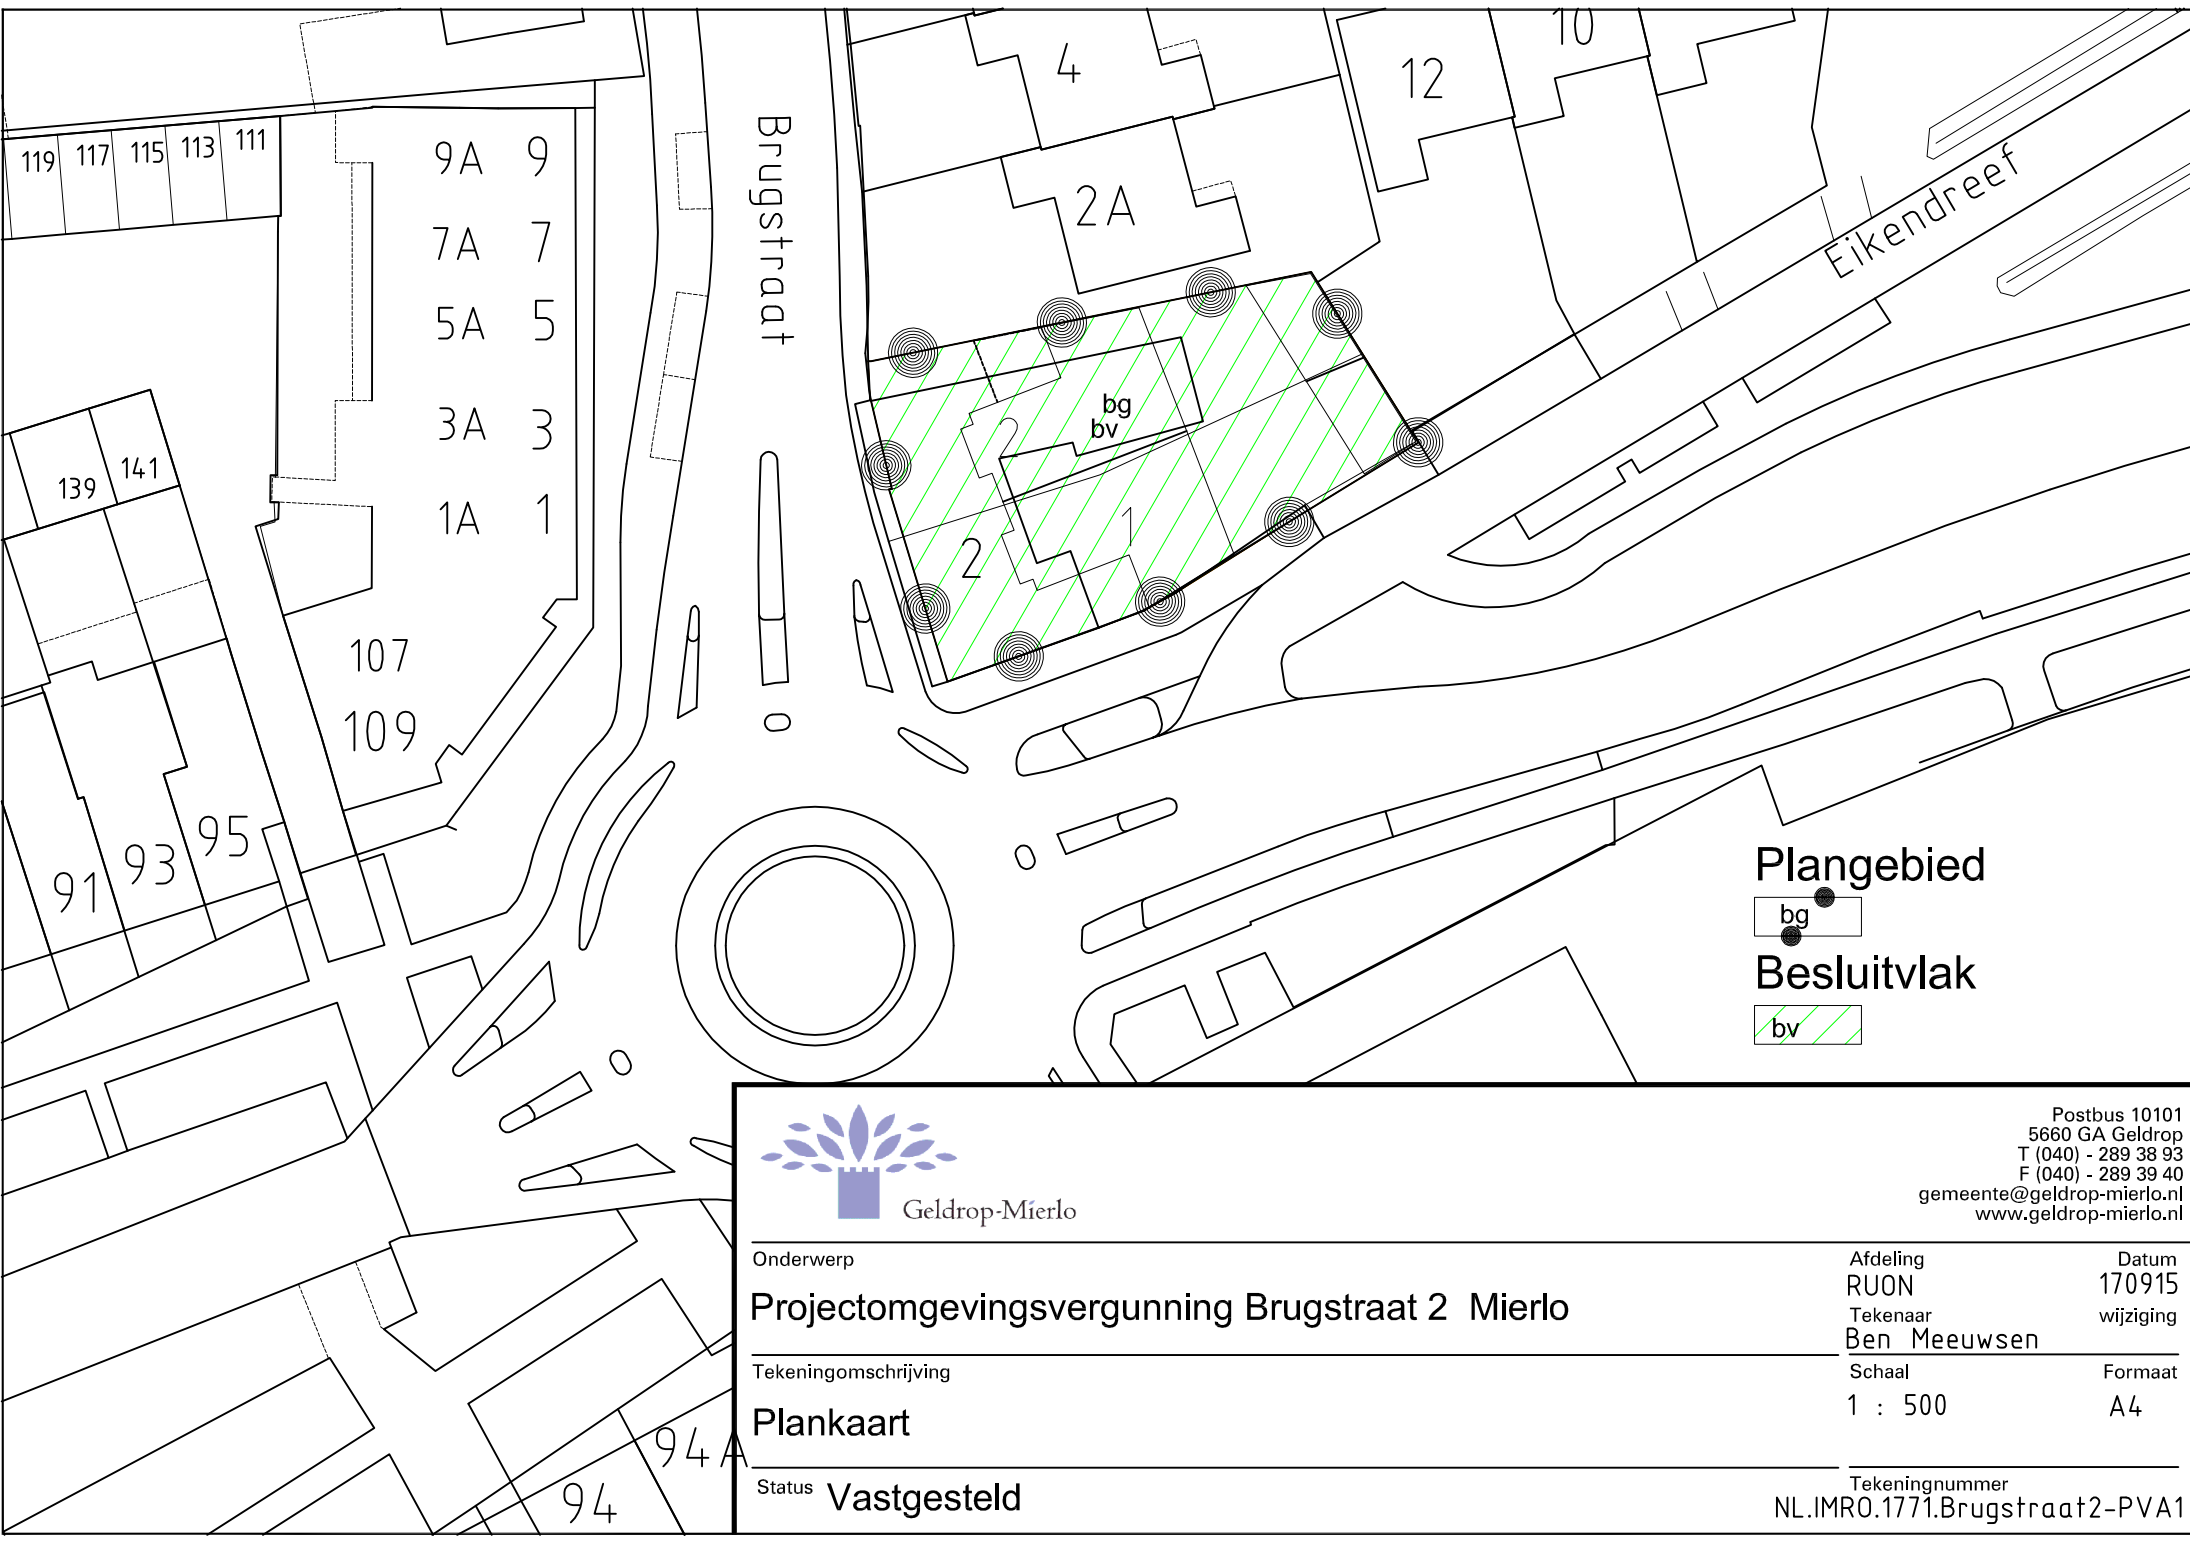 10
4
12
Brugstraat
119 117 115 113 111
9A 9
2A
Eikendreef
7A 7
5A 5
3A 3
bg
bv
2
141
139
1A 1
1
2
107
109
95
93
91
Plangebied
bg
Besluitvlak
bv
Geldrop-Mierlo
Postbus 10101
5660 GA Geldrop
T (040) - 289 38 93
F (040) - 289 39 40
gemeente@geldrop-mierlo.nl
www.geldrop-mierlo.nl
Onderwerp
Projectomgevingsvergunning Brugstraat 2 Mierlo
Afdeling Datum
RUON 170915
Tekenaar wijziging
Ben Meeuwsen
Tekeningomschrijving
Plankaart
Schaal Formaat
1 : 500 A4
94A
94
Status Vastgesteld
Tekeningnummer
NL.IMRO.1771.Brugstraat2-PVA1